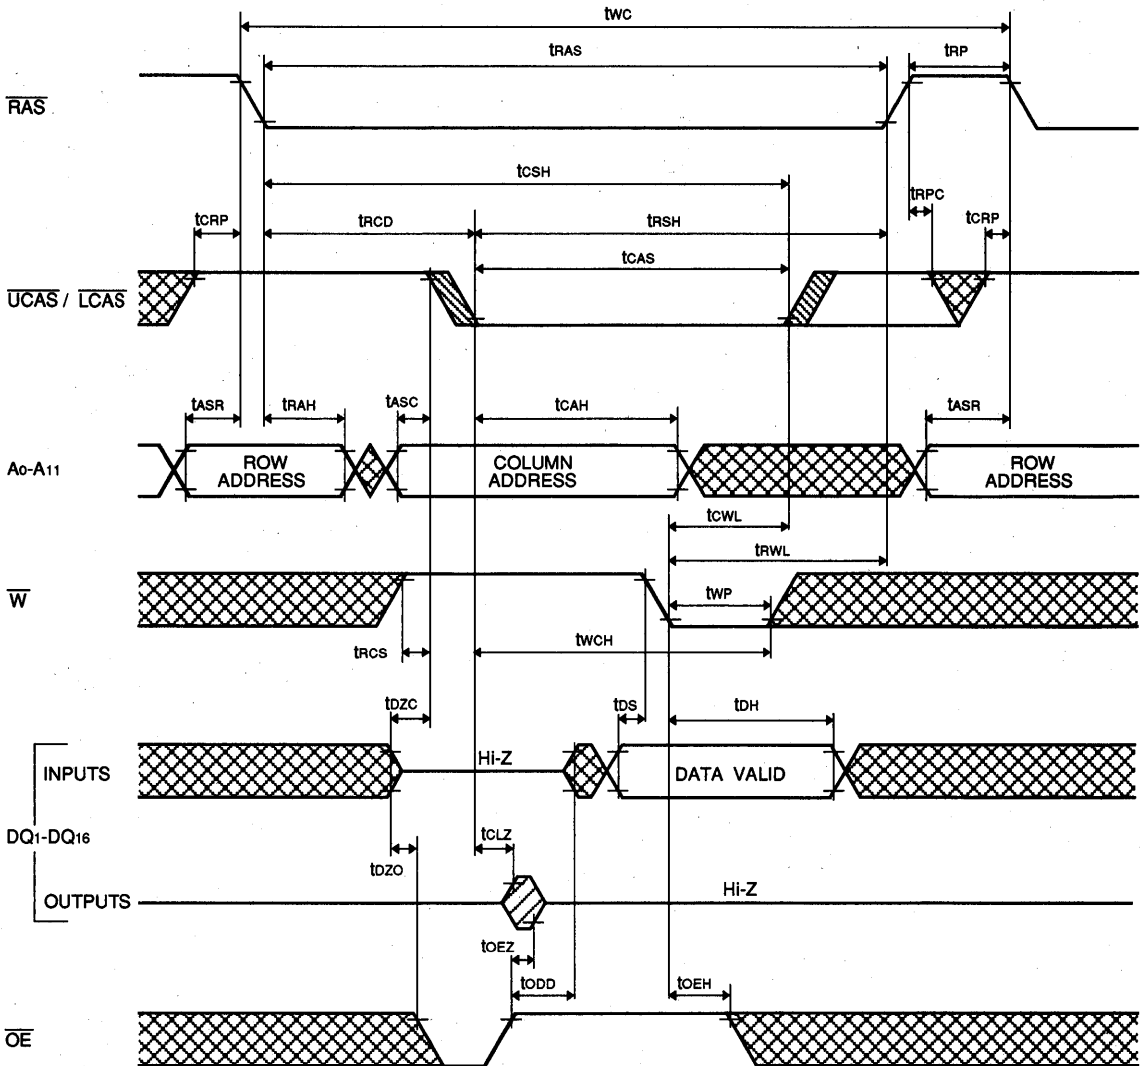 tWC
tRAS
tRP
RAS
tCSH
tRPC
tCRP
tRCD
tRSH
tCRP
tCAS
UCAS / LCAS
tASR
tRAH
tASC
tCAH
tASR
A0-A11
ROW
ADDRESS
COLUMN
ADDRESS
ROW
ADDRESS
tCWL
tRWL
W
tWP
tRCS
tWCH
tDZC
tDS
tDH
INPUTS
Hi-Z
DATA VALID
DQ1-DQ16
tCLZ
tDZO
OUTPUTS
Hi-Z
tOEZ
tODD
tOEH
OE